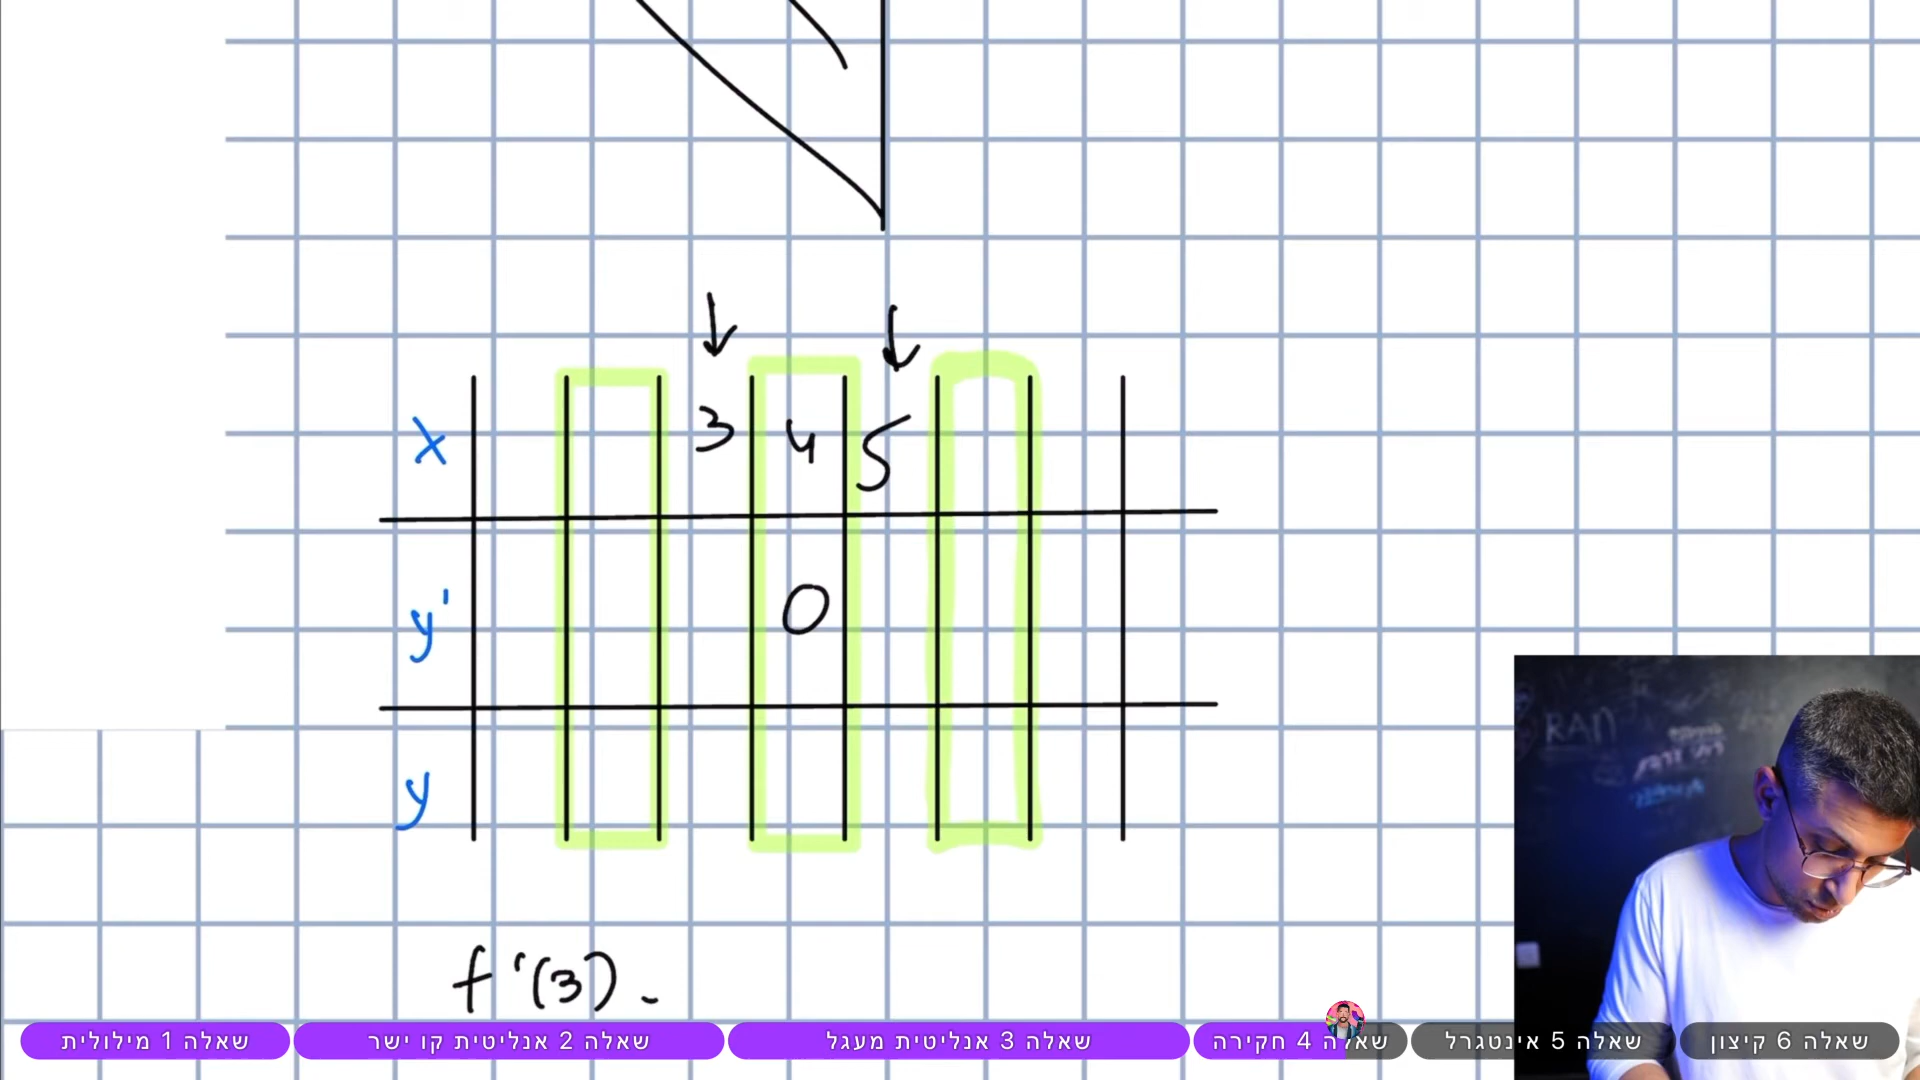 x 3 4 5
y' 0
y
f'(3) =
RAN
שאלה 1 מילולית
שאלה 2 אנליטית קו ישר
שאלה 3 אנליטית מעגל
שאלה 4 חקירה
שאלה 5 אינטגרל
שאלה 6 קיצון